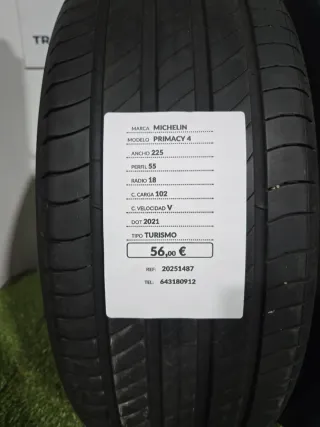 TR
MARCA MICHELIN
MODELO PRIMACY 4
ANCHO 225
PERFIL 55
RADIO 18
C. CARGA 102
C. VELOCIDAD V
DOT 2021
TIPO TURISMO
56,00 €
REF: 20251487
TEL: 643180912